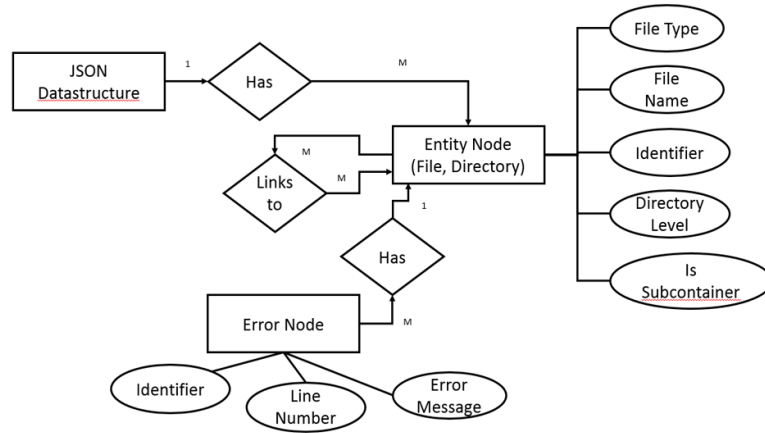 JSON
Datastructure
1
Has
M
File Type
File
Name
Entity Node
(File, Directory)
M
Links
to
M
Identifier
Directory
Level
1
Has
Is
Subcontainer
M
Error Node
Identifier
Line
Number
Error
Message